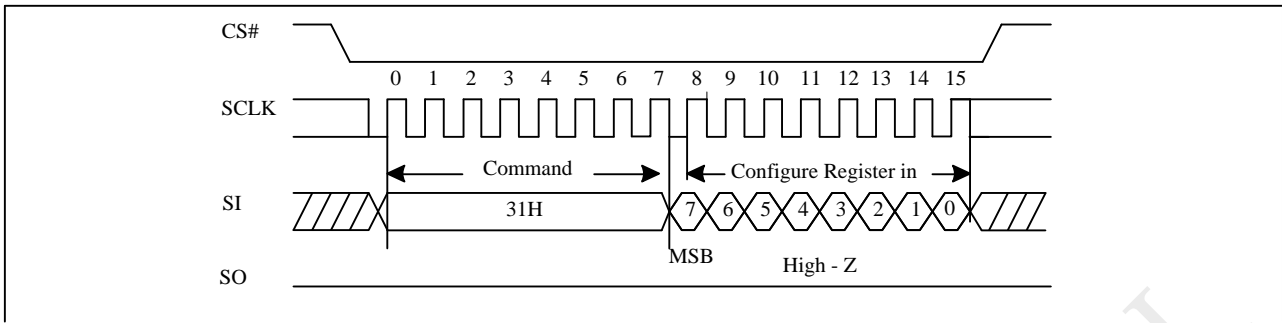 CS#
0 1 2 3 4 5 6 7 8 9 10 11 12 13 14 15
SCLK
Command
Configure Register in
SI
31H
7 6 5 4 3 2 1 0
MSB
High - Z
SO